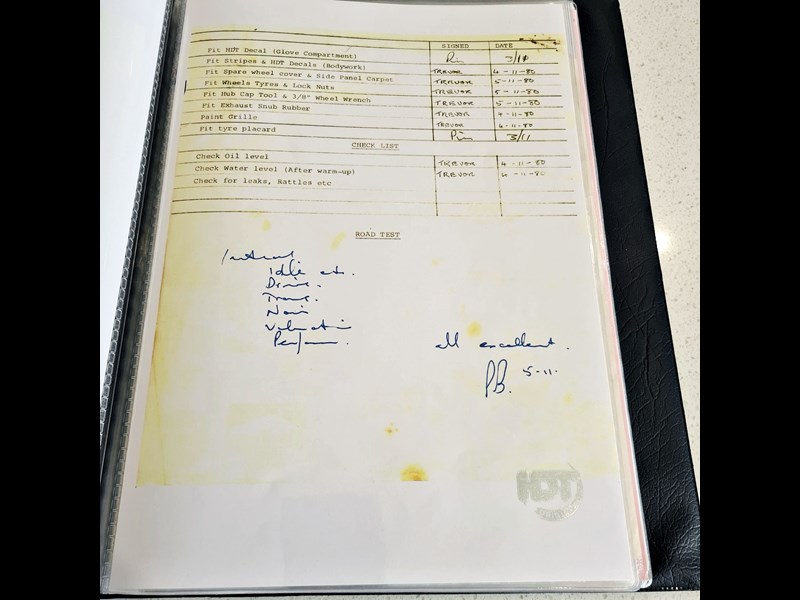 SIGNED DATE
Fit HDT Decal (Glove Compartment)
Fit Stripes & HDT Decals (Bodywork) TREVOR 4-11-80
Fit Spare wheel cover & Side Panel Carpet TREVOR 5-11-80
Fit Wheels Tyres & Lock Nuts TREVOR 5-11-80
Fit Hub Cap Tool & 3/8" Wheel Wrench TREVOR 5-11-80
Fit Exhaust Snub Rubber TREVOR
Paint Grille TREVOR 4-11-80
Fit tyre placard 3/11
CHECK LIST
Check Oil level TREVOR 4-11-80
Check Water level (After warm-up) TREVOR 4-11-80
Check for leaks, Rattles etc
ROAD TEST
Idle
all excellent.
PB. 5-11-
HDT